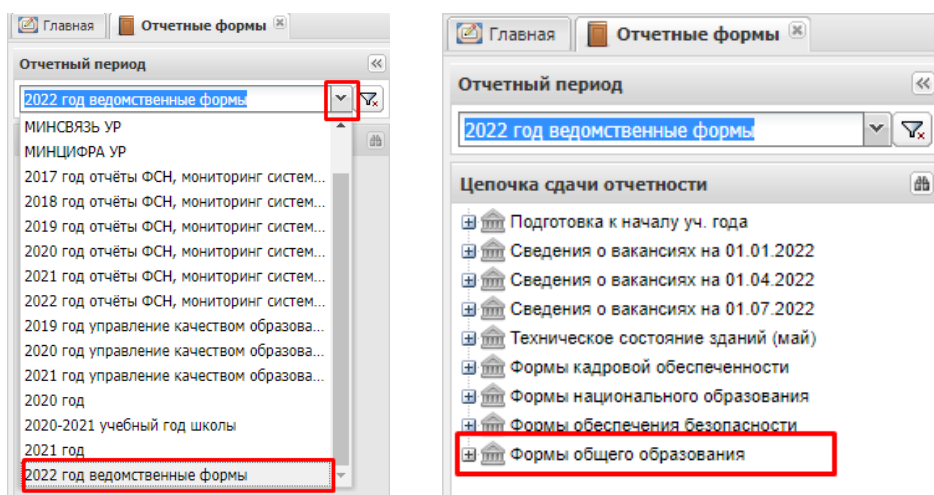 Главная
Отчетные формы
Отчетный период
2022 год ведомственные формы
МИНСВЯЗЬ УР
МИНЦИФРА УР
2017 год отчёты ФСН, мониторинг систем...
2018 год отчёты ФСН, мониторинг систем...
2019 год отчёты ФСН, мониторинг систем...
2020 год отчёты ФСН, мониторинг систем...
2021 год отчёты ФСН, мониторинг систем...
2022 год отчёты ФСН, мониторинг систем...
2019 год управление качеством образова...
2020 год управление качеством образова...
2021 год управление качеством образова...
2020 год
2020-2021 учебный год школы
2021 год
2022 год ведомственные формы
Главная
Отчетные формы
Отчетный период
2022 год ведомственные формы
Цепочка сдачи отчетности
Подготовка к началу уч. года
Сведения о вакансиях на 01.01.2022
Сведения о вакансиях на 01.04.2022
Сведения о вакансиях на 01.07.2022
Техническое состояние зданий (май)
Формы кадровой обеспеченности
Формы национального образования
Формы обеспечения безопасности
Формы общего образования